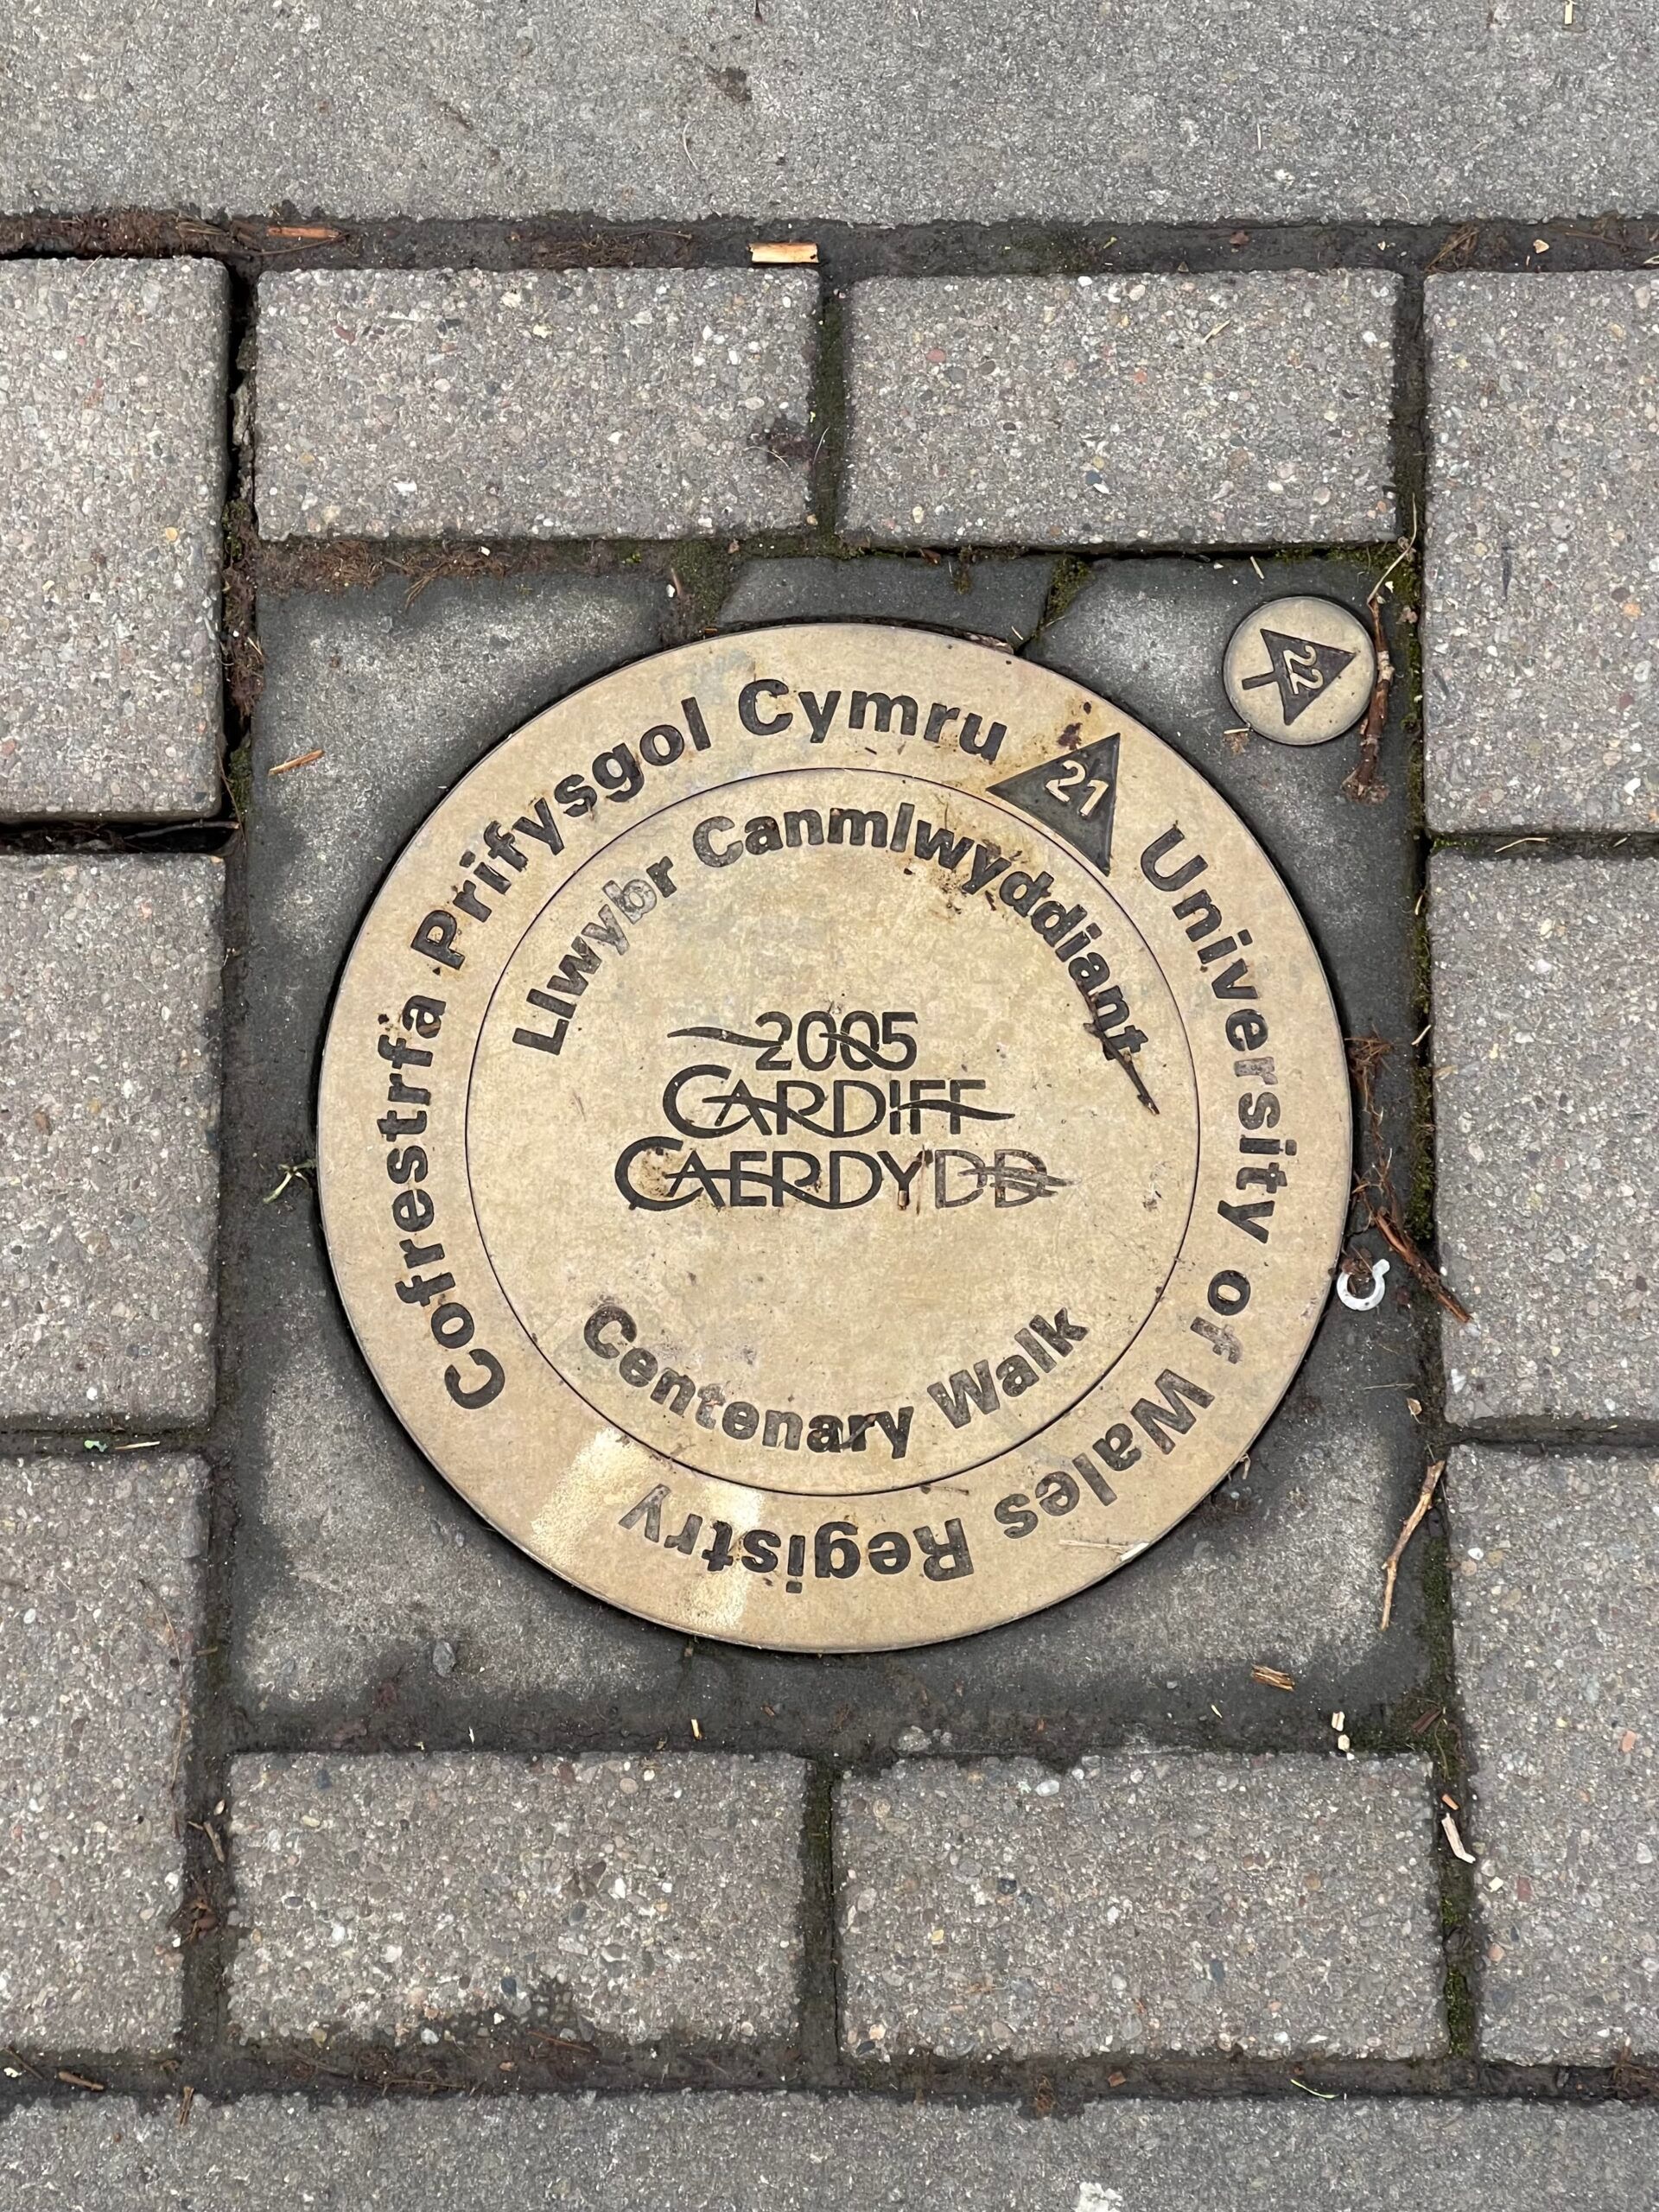 Cofrestrfa Prifysgol Cymru
21
University of Wales Registry
Llwybr Canmlwyddiant
2005
CARDIFF
CAERDYDD
Centenary Walk
22